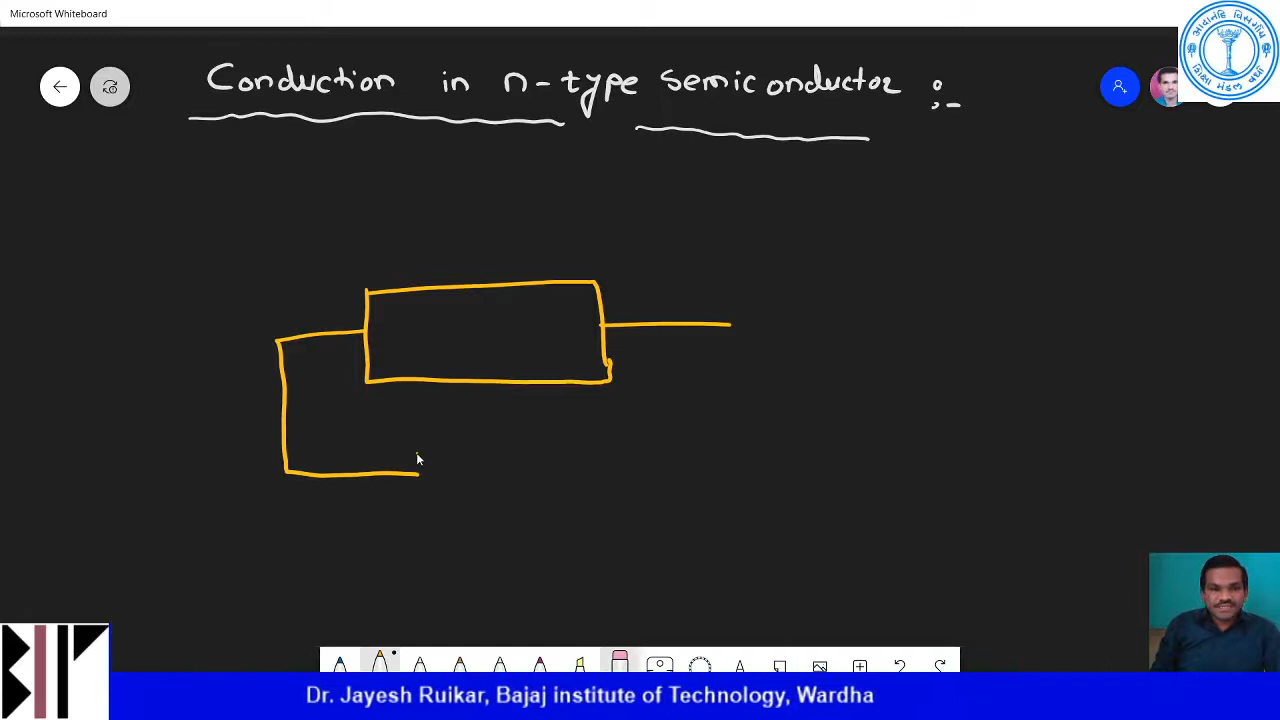 Microsoft Whiteboard
Conduction in n-type semiconductor :-
Dr. Jayesh Ruikar, Bajaj institute of Technology, Wardha